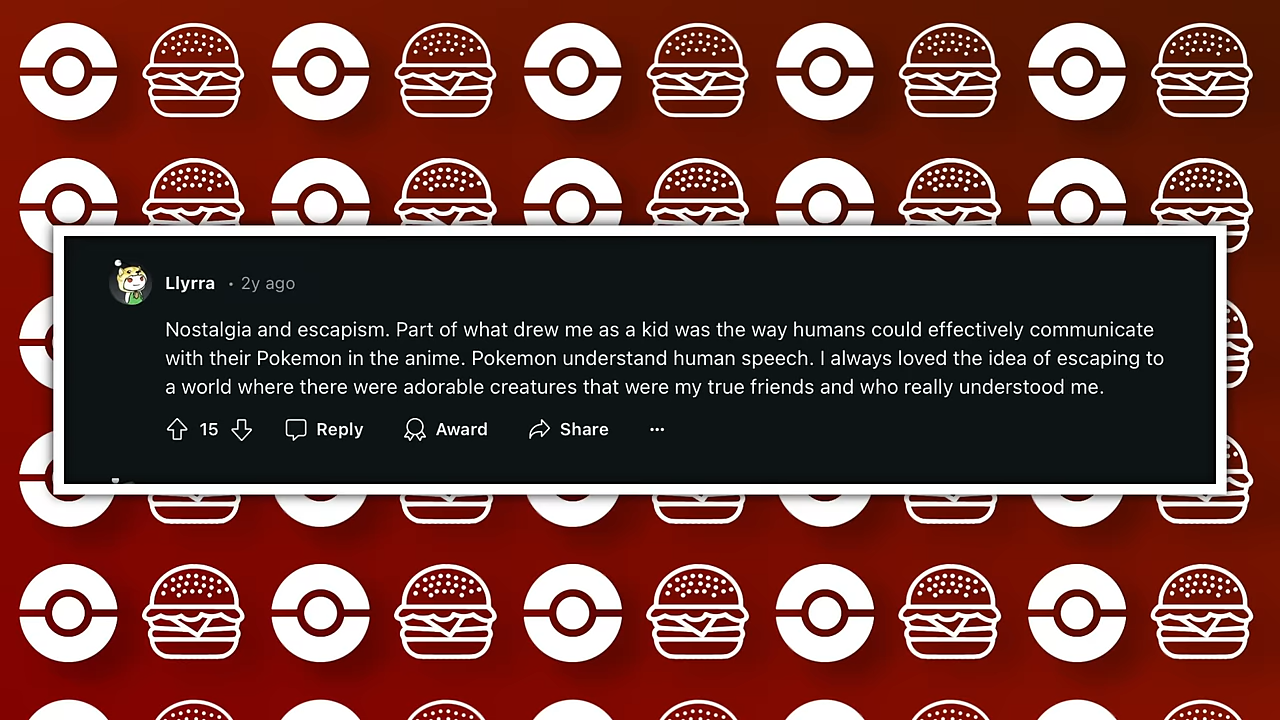 Llyrra • 2y ago
Nostalgia and escapism. Part of what drew me as a kid was the way humans could effectively communicate
with their Pokemon in the anime. Pokemon understand human speech. I always loved the idea of escaping to
a world where there were adorable creatures that were my true friends and who really understood me.
15 Reply Award Share ...